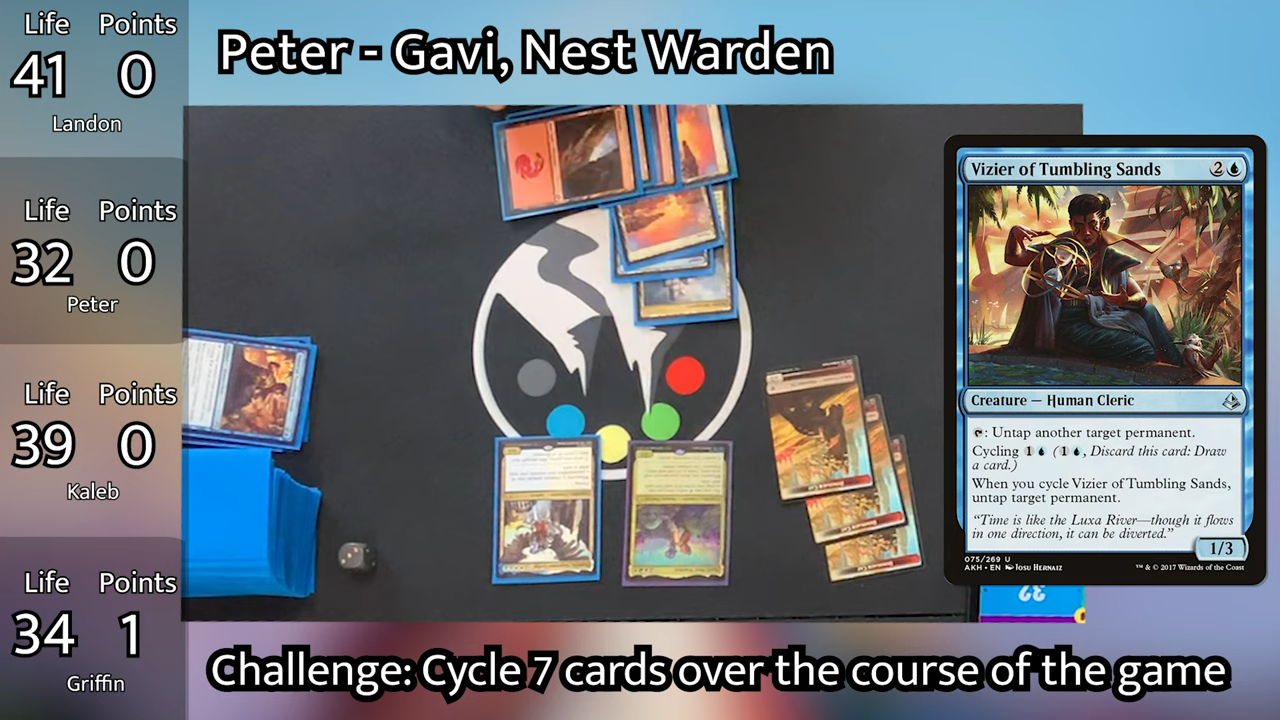 Life Points
41 0
Landon
Life Points
32 0
Peter
Life Points
39 0
Kaleb
Life Points
34 1
Griffin
Peter - Gavi, Nest Warden
Vizier of Tumbling Sands 2
Creature — Human Cleric
: Untap another target permanent.
Cycling 1 (1, Discard this card: Draw
a card.)
When you cycle Vizier of Tumbling Sands,
untap target permanent.
“Time is like the Luxa River—though it flows
in one direction, it can be diverted.”
1/3
075/269 U
AKH • EN Josu Hernaiz
™ & © 2017 Wizards of the Coast
32
Challenge: Cycle 7 cards over the course of the game